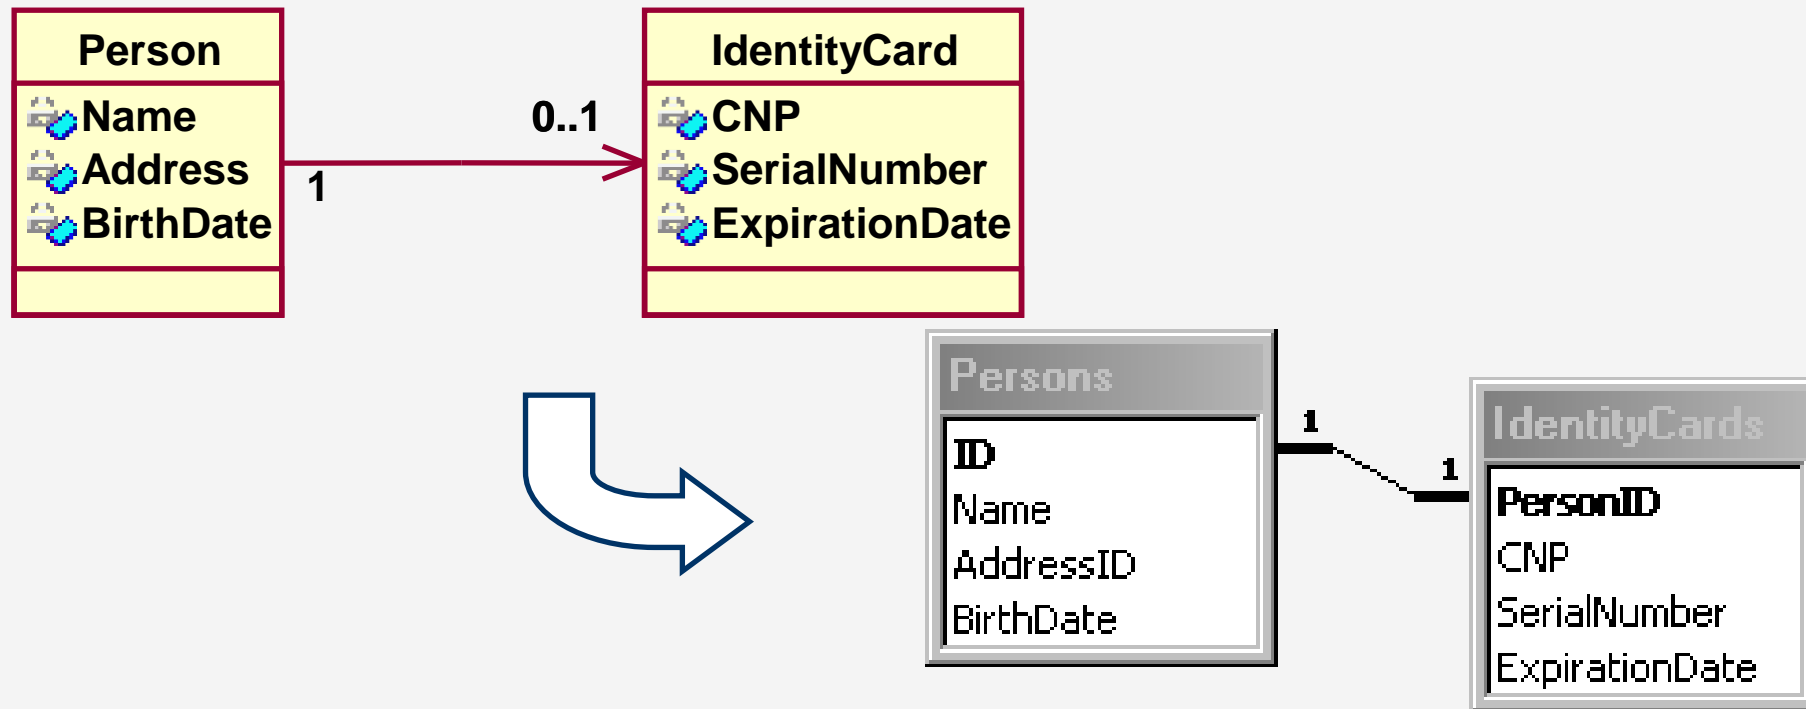 Person
Name
Address
BirthDate
1
0..1
IdentityCard
CNP
SerialNumber
ExpirationDate
Persons
ID
Name
AddressID
BirthDate
1
1
IdentityCards
PersonID
CNP
SerialNumber
ExpirationDate